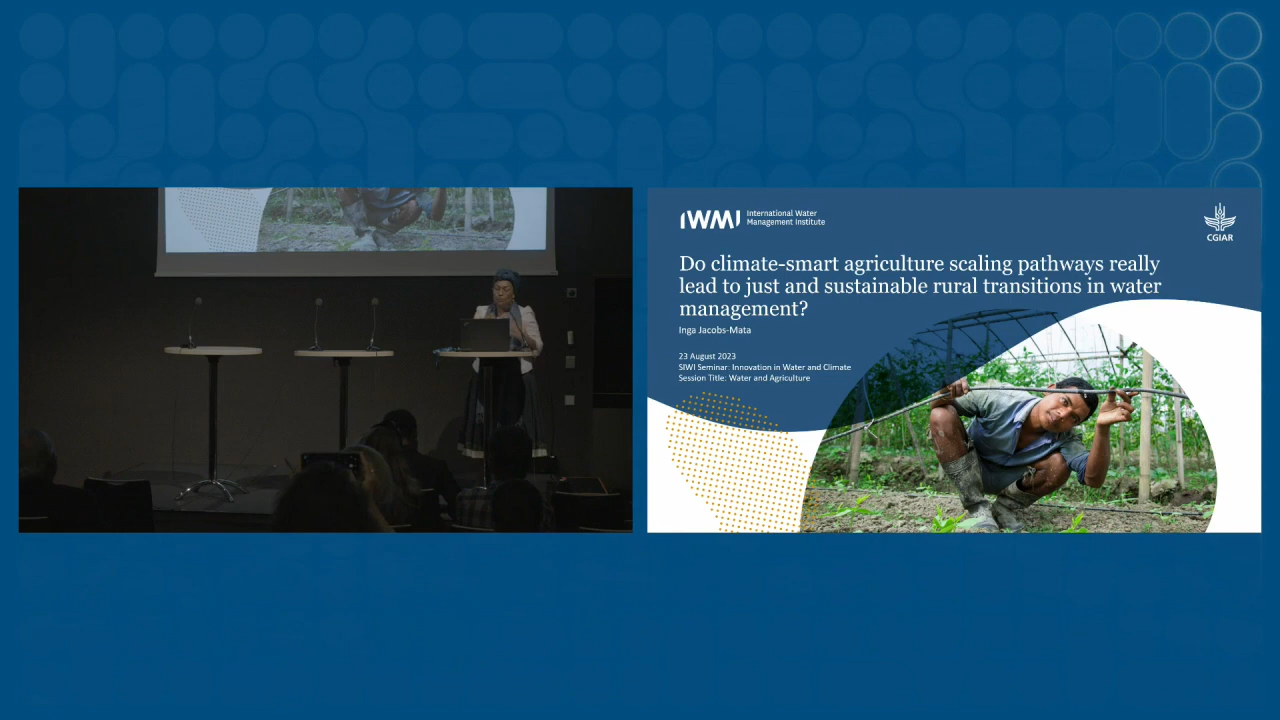 IWMI
International Water
Management Institute
CGIAR
Do climate-smart agriculture scaling pathways really
lead to just and sustainable rural transitions in water
management?
Inga Jacobs-Mata
23 August 2023
SIWI Seminar: Innovation in Water and Climate
Session Title: Water and Agriculture